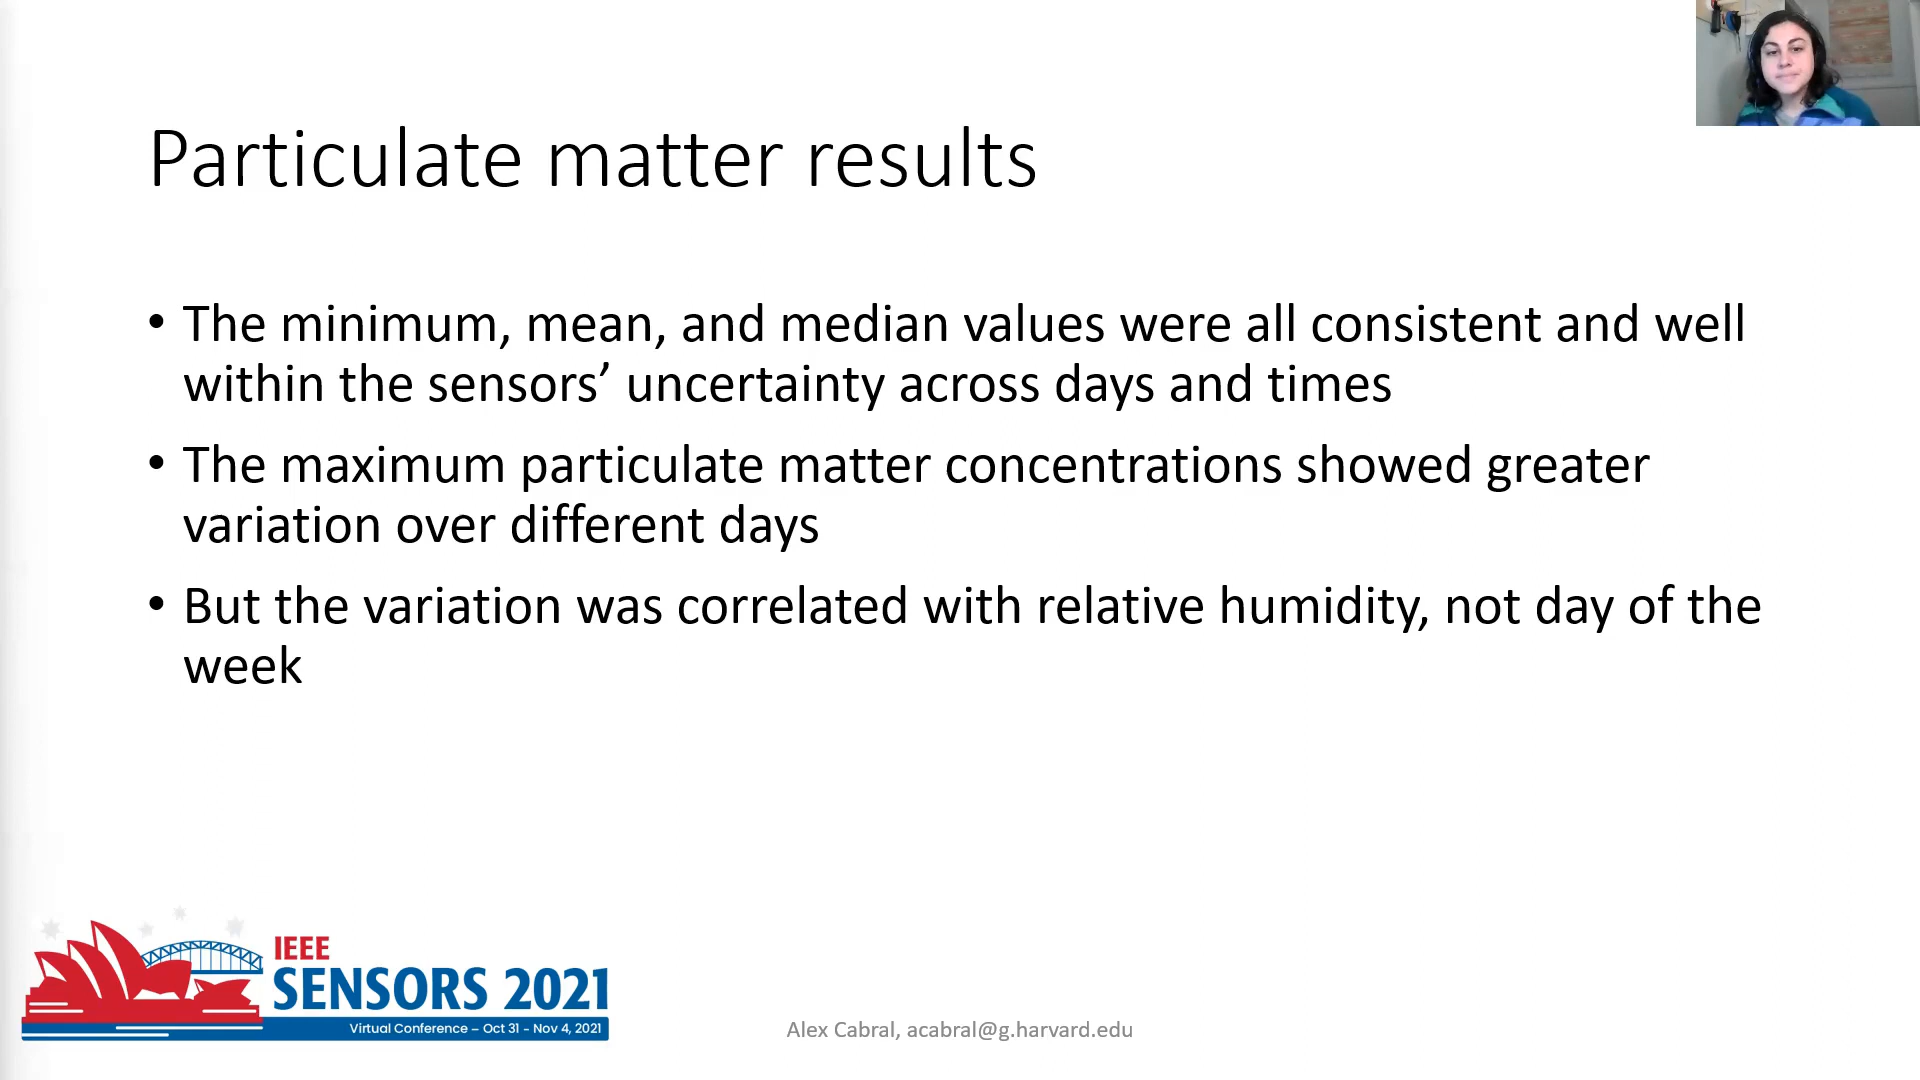 Particulate matter results
• The minimum, mean, and median values were all consistent and well
within the sensors’ uncertainty across days and times
• The maximum particulate matter concentrations showed greater
variation over different days
• But the variation was correlated with relative humidity, not day of the
week
IEEE
SENSORS 2021
Virtual Conference – Oct 31 - Nov 4, 2021
Alex Cabral, acabral@g.harvard.edu